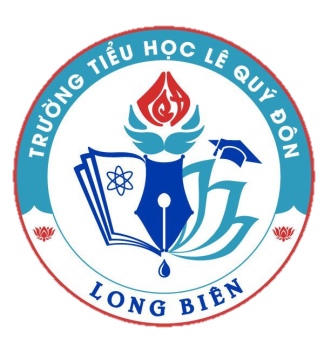 TRƯỜNG TIỂU HỌC LÊ QUÝ ĐÔN
LONG BIÊN